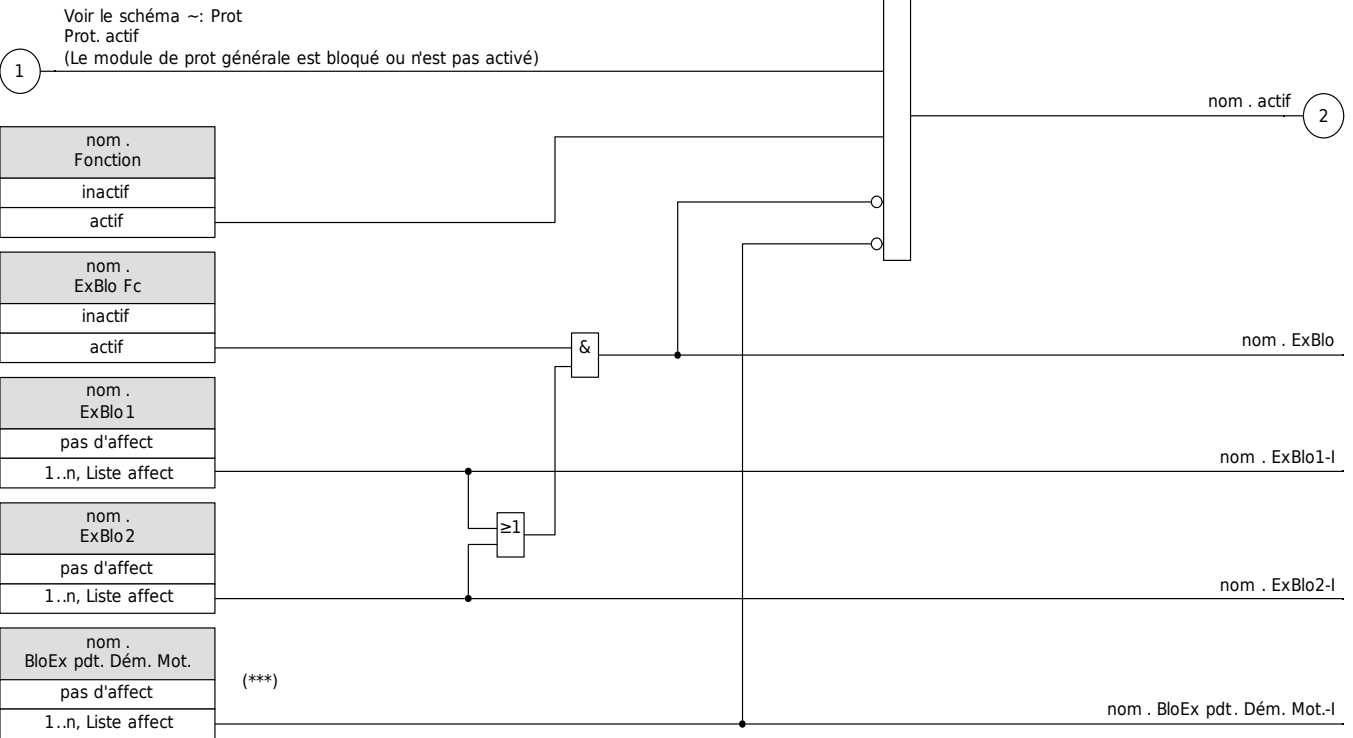 Voir le schéma ~: Prot
Prot. actif
(Le module de prot générale est bloqué ou n'est pas activé)
1
nom . actif
2
nom .
Fonction
inactif
actif
nom .
ExBlo Fc
inactif
actif
&
nom . ExBlo
nom .
ExBlo1
pas d'affect
1..n, Liste affect
nom . ExBlo1-I
≥1
nom .
ExBlo2
pas d'affect
1..n, Liste affect
nom . ExBlo2-I
nom .
BloEx pdt. Dém. Mot.
(***)
pas d'affect
1..n, Liste affect
nom . BloEx pdt. Dém. Mot.-I